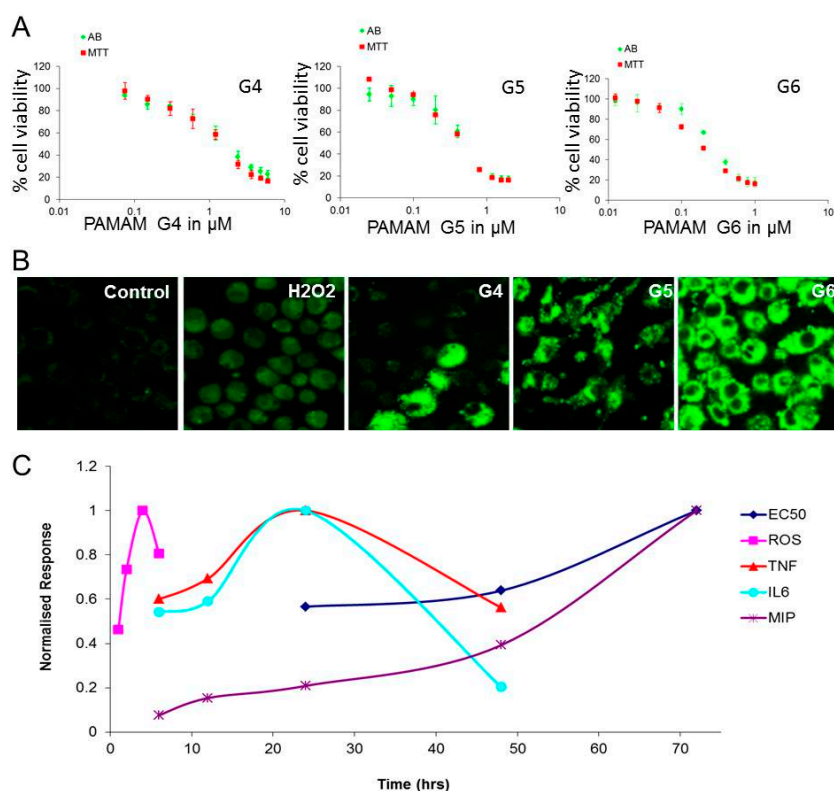 A
AB
MTT
G4
% cell viability
120
100
80
60
40
20
0
0.01
0.1
1
10
PAMAM G4 in µM
AB
MTT
G5
% cell viability
120
100
80
60
40
20
0
0.01
0.1
1
10
PAMAM G5 in µM
AB
MTT
G6
% cell viability
120
100
80
60
40
20
0
0.01
0.1
1
10
PAMAM G6 in µM
B
Control
H2O2
G4
G5
G6
C
Normalised Response
1.2
1
0.8
0.6
0.4
0.2
0
0
10
20
30
40
50
60
70
Time (hrs)
EC50
ROS
TNF
IL6
MIP